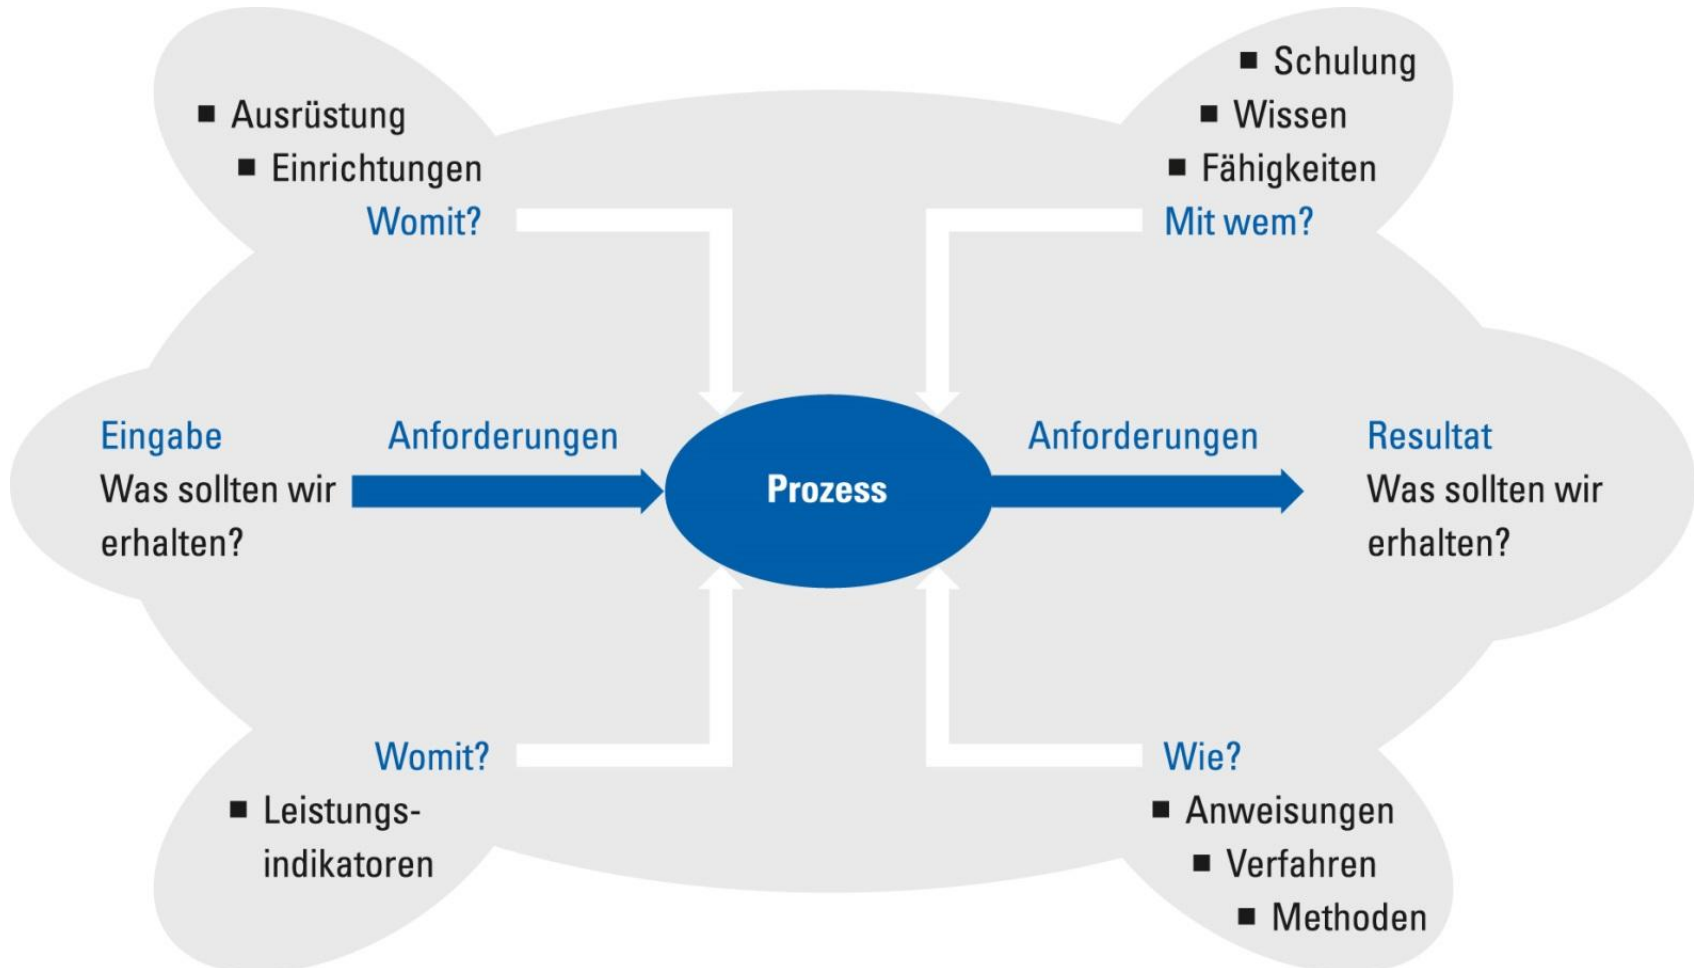 ■ Ausrüstung
■ Einrichtungen
Womit?
■ Schulung
■ Wissen
■ Fähigkeiten
Mit wem?
Eingabe
Was sollten wir
erhalten?
Anforderungen
Prozess
Anforderungen
Resultat
Was sollten wir
erhalten?
Womit?
■ Leistungs-
indikatoren
Wie?
■ Anweisungen
■ Verfahren
■ Methoden